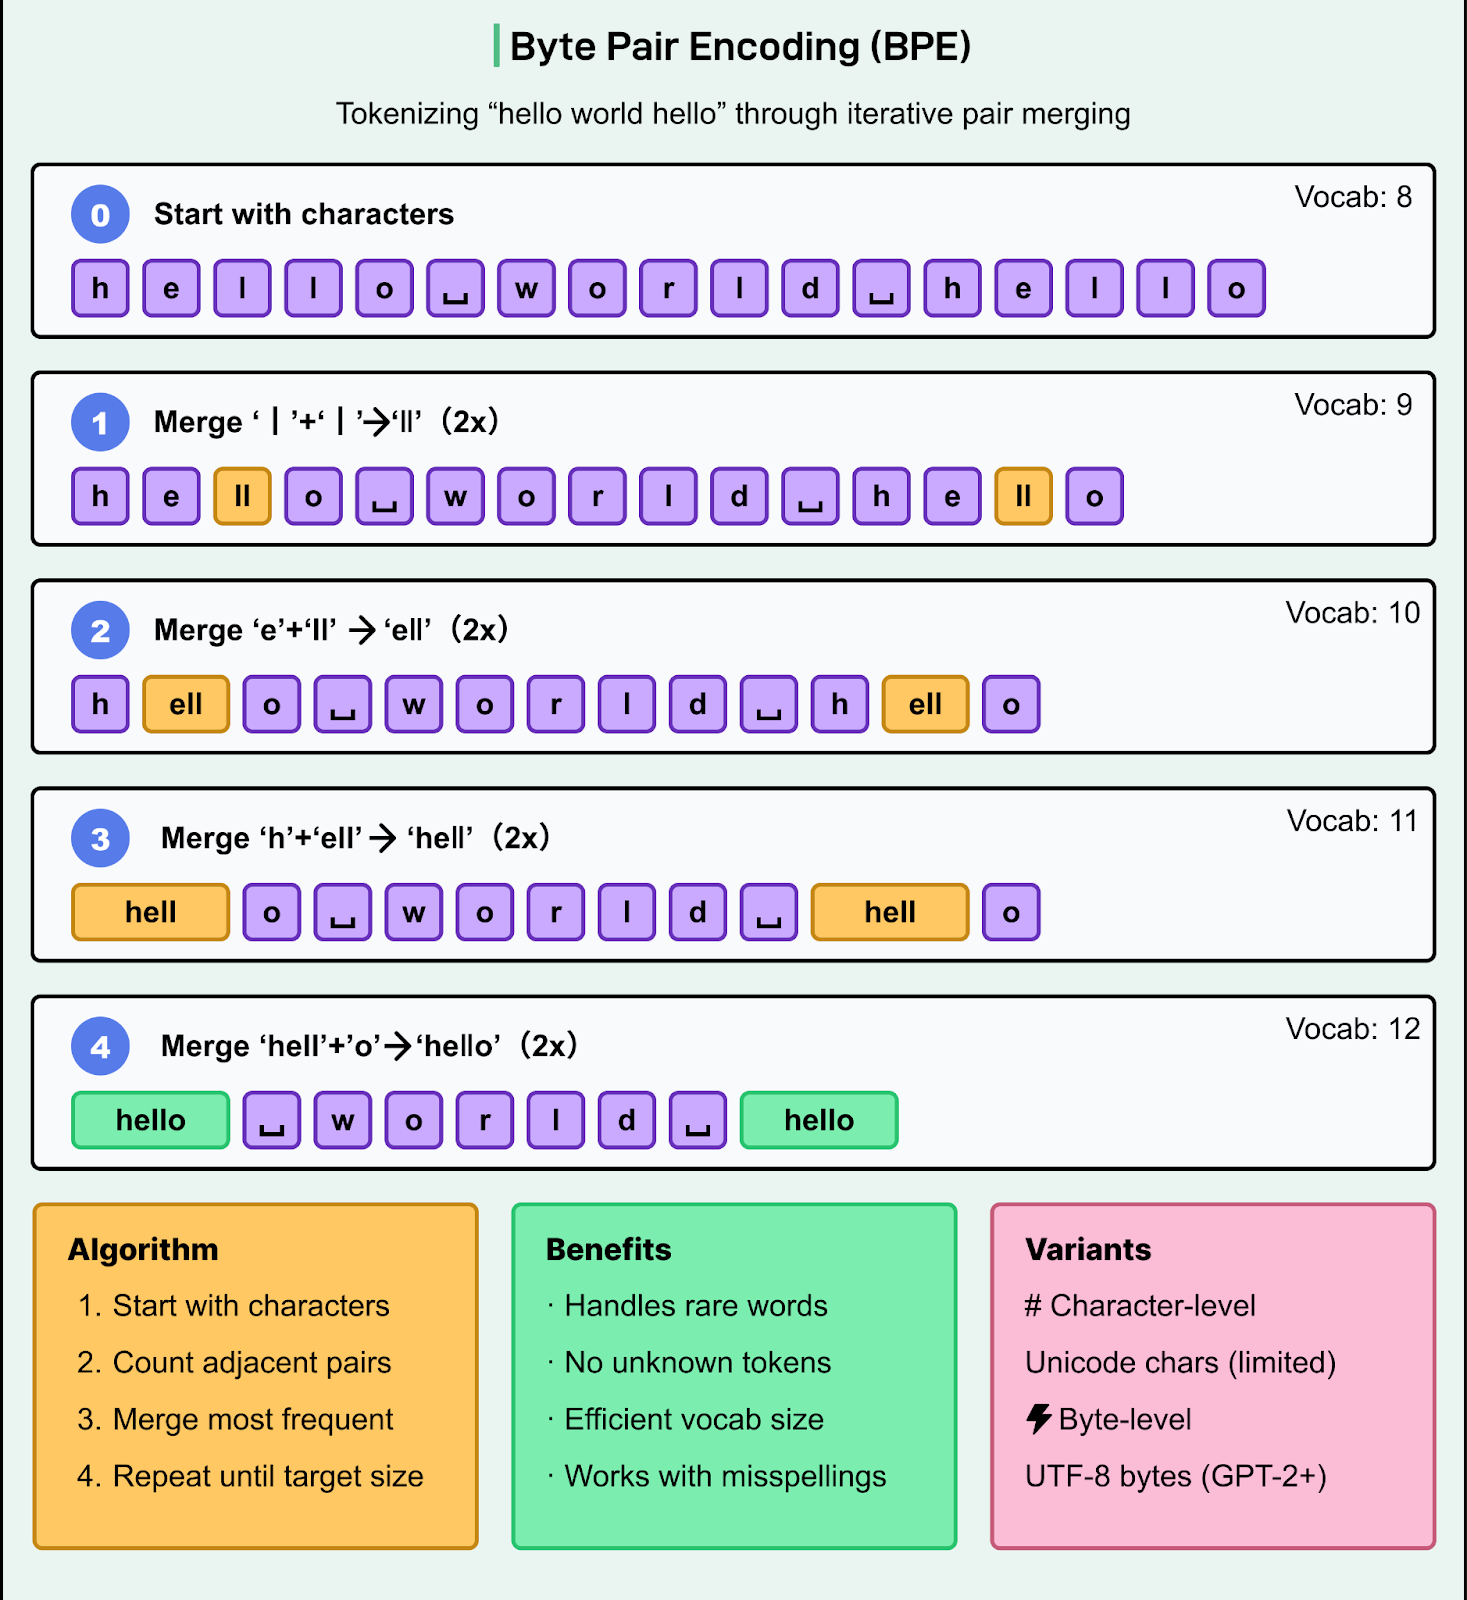 Byte Pair Encoding (BPE)
Tokenizing “hello world hello” through iterative pair merging
0 Start with characters Vocab: 8
h e l l o ␣ w o r l d ␣ h e l l o
1 Merge ‘ | ’+‘ | ’→‘ll’ (2x) Vocab: 9
h e ll o ␣ w o r l d ␣ h e ll o
2 Merge ‘e’+‘ll’ → ‘ell’ (2x) Vocab: 10
h ell o ␣ w o r l d ␣ h ell o
3 Merge ‘h’+‘ell’ → ‘hell’ (2x) Vocab: 11
hell o ␣ w o r l d ␣ hell o
4 Merge ‘hell’+’o’→‘hello’ (2x) Vocab: 12
hello ␣ w o r l d ␣ hello
Algorithm
1. Start with characters
2. Count adjacent pairs
3. Merge most frequent
4. Repeat until target size
Benefits
· Handles rare words
· No unknown tokens
· Efficient vocab size
· Works with misspellings
Variants
# Character-level
Unicode chars (limited)
⚡Byte-level
UTF-8 bytes (GPT-2+)